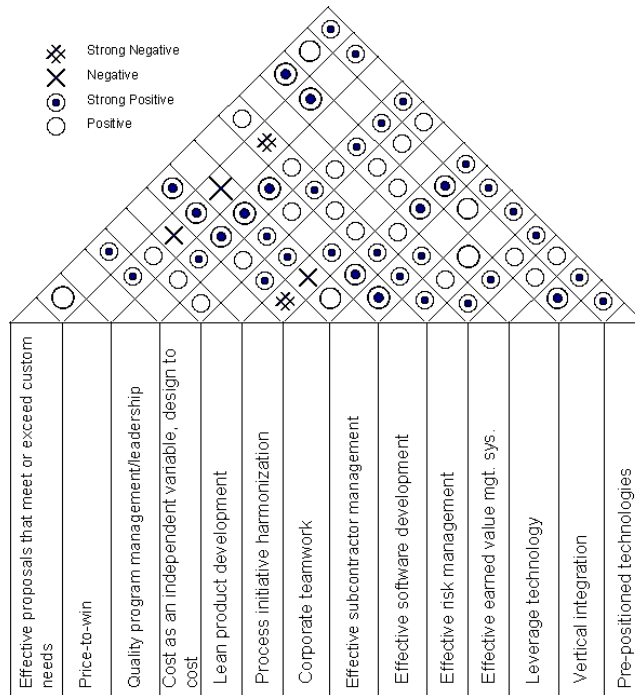 Strong Negative
Negative
Strong Positive
Positive
Effective proposals that meet or exceed custom
needs
Price-to-win
Quality program management/leadership
Cost as an independent variable, design to
cost
Lean product development
Process initiative harmonization
Corporate teamwork
Effective subcontractor management
Effective software development
Effective risk management
Effective earned value mgt. sys.
Leverage technology
Vertical integration
Pre-positioned technologies